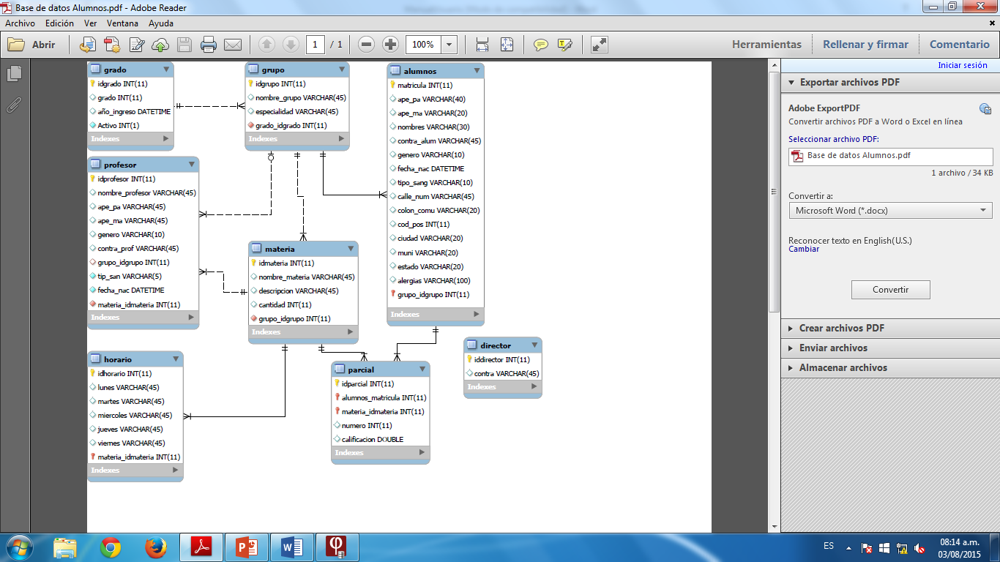 Base de datos Alumnos.pdf - Adobe Reader
Archivo Edición Ver Ventana Ayuda
Abrir 1 / 1 100% Herramientas Rellenar y firmar Comentario
grado
idgrado INT(11)
grado INT(11)
año_ingreso DATETIME
Activo INT(1)
Indexes
grupo
idgrupo INT(11)
nombre_grupo VARCHAR(45)
especialidad VARCHAR(45)
grado_idgrado INT(11)
Indexes
alumnos
matricula INT(11)
ape_pa VARCHAR(40)
ape_ma VARCHAR(20)
nombres VARCHAR(30)
contra_alum VARCHAR(45)
genero VARCHAR(10)
fecha_nac DATETIME
tipo_sang VARCHAR(10)
calle_num VARCHAR(45)
colon_comu VARCHAR(20)
cod_pos INT(11)
ciudad VARCHAR(20)
muni VARCHAR(20)
estado VARCHAR(20)
alergias VARCHAR(100)
grupo_idgrupo INT(11)
Indexes
profesor
idprofesor INT(11)
nombre_profesor VARCHAR(45)
ape_pa VARCHAR(45)
ape_ma VARCHAR(45)
genero VARCHAR(10)
contra_prof VARCHAR(45)
grupo_idgrupo INT(11)
tip_san VARCHAR(5)
fecha_nac DATETIME
materia_idmateria INT(11)
Indexes
materia
idmateria INT(11)
nombre_materia VARCHAR(45)
descripcion VARCHAR(45)
cantidad INT(11)
grupo_idgrupo INT(11)
Indexes
horario
idhorario INT(11)
lunes VARCHAR(45)
martes VARCHAR(45)
miercoles VARCHAR(45)
jueves VARCHAR(45)
viernes VARCHAR(45)
materia_idmateria INT(11)
Indexes
parcial
idparcial INT(11)
alumnos_matricula INT(11)
materia_idmateria INT(11)
numero INT(11)
calificacion DOUBLE
Indexes
director
iddirector INT(11)
contra VARCHAR(45)
Indexes
Iniciar sesión
Exportar archivos PDF
Adobe ExportPDF
Convertir archivos PDF a Word o Excel en línea
Seleccionar archivo PDF:
Base de datos Alumnos.pdf
1 archivo / 34 KB
Convertir a:
Microsoft Word (*.docx)
Reconocer texto en English(U.S.)
Cambiar
Convertir
Crear archivos PDF
Enviar archivos
Almacenar archivos
ES
08:14 a.m.
03/08/2015